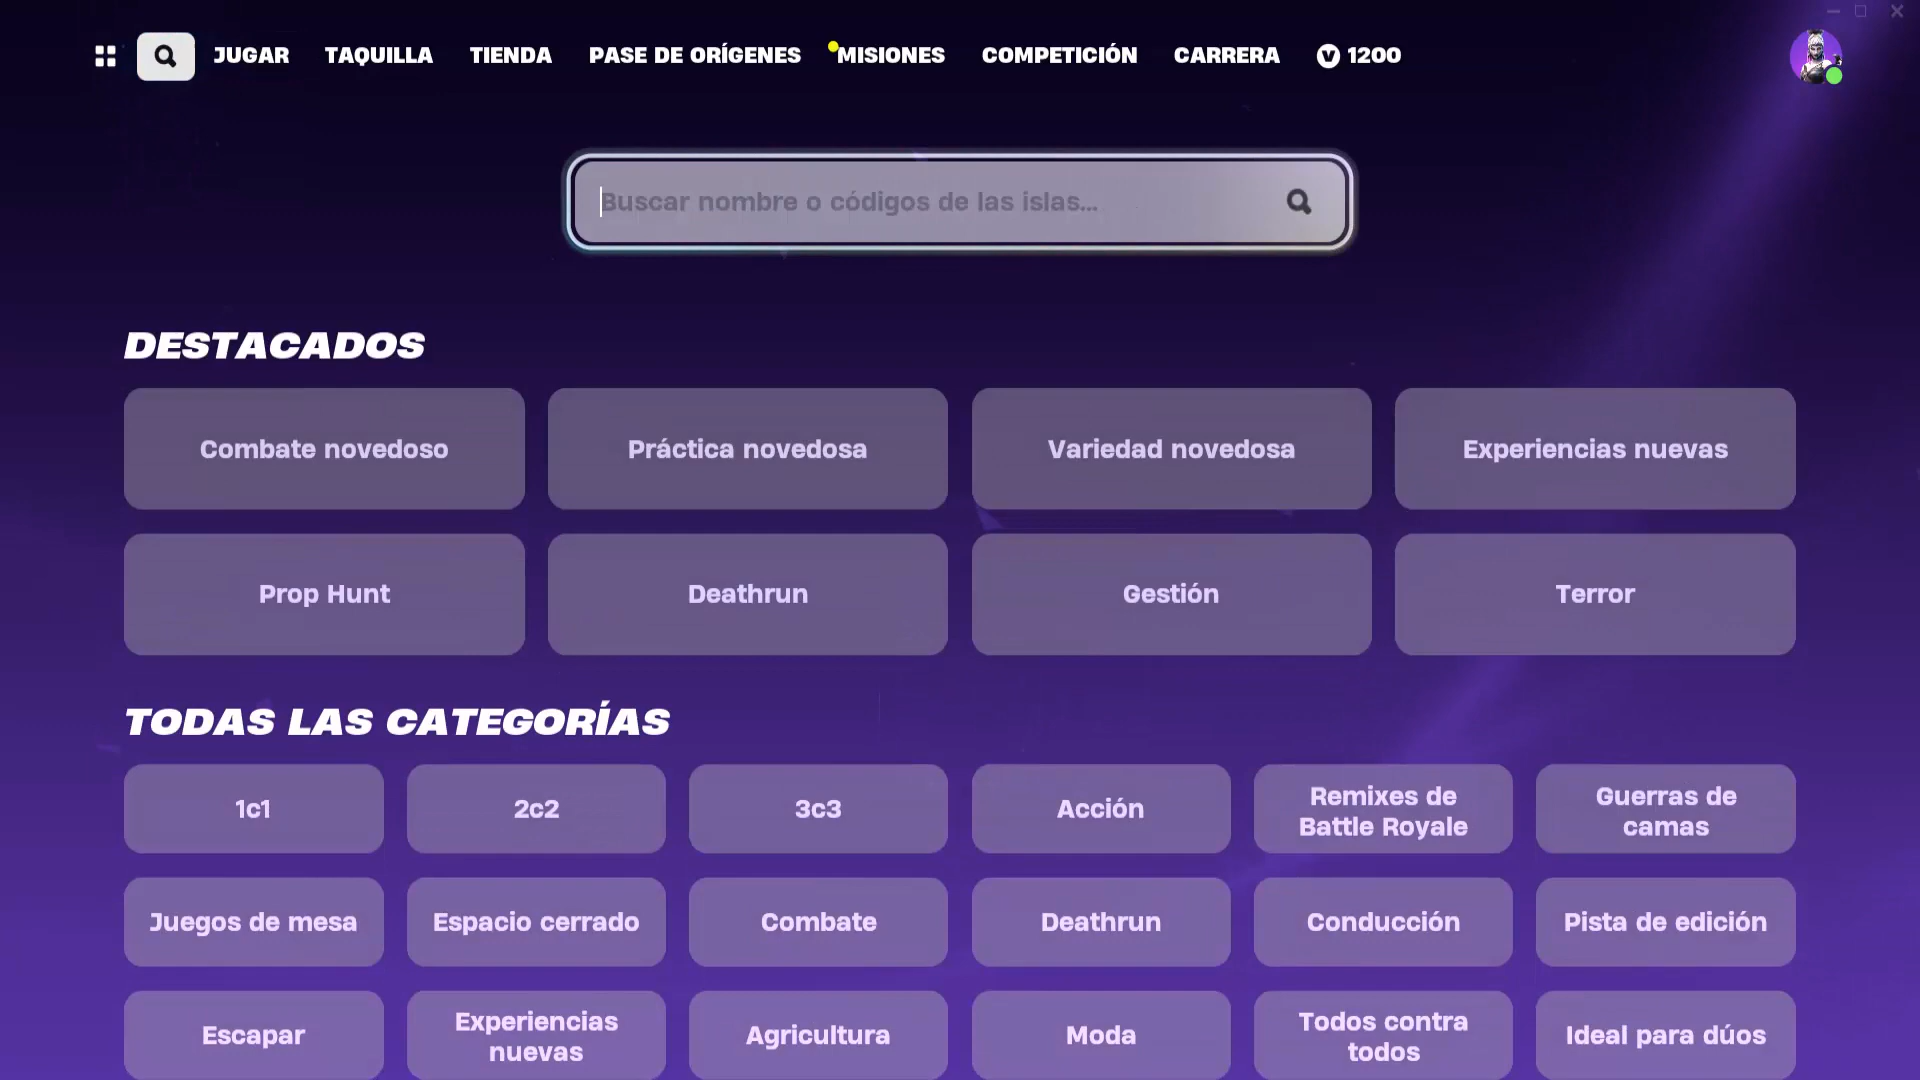 JUGAR TAQUILLA TIENDA PASE DE ORÍGENES MISIONES COMPETICIÓN CARRERA V 1200
Buscar nombre o códigos de las islas...
DESTACADOS
Combate novedoso Práctica novedosa Variedad novedosa Experiencias nuevas
Prop Hunt Deathrun Gestión Terror
TODAS LAS CATEGORÍAS
1c1 2c2 3c3 Acción Remixes de Battle Royale Guerras de camas
Juegos de mesa Espacio cerrado Combate Deathrun Conducción Pista de edición
Escapar Experiencias nuevas Agricultura Moda Todos contra todos Ideal para dúos